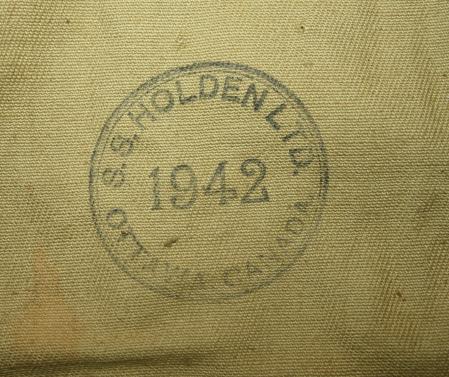 S.S. HOLDEN LTD.
1942
OTTAWA, CANADA